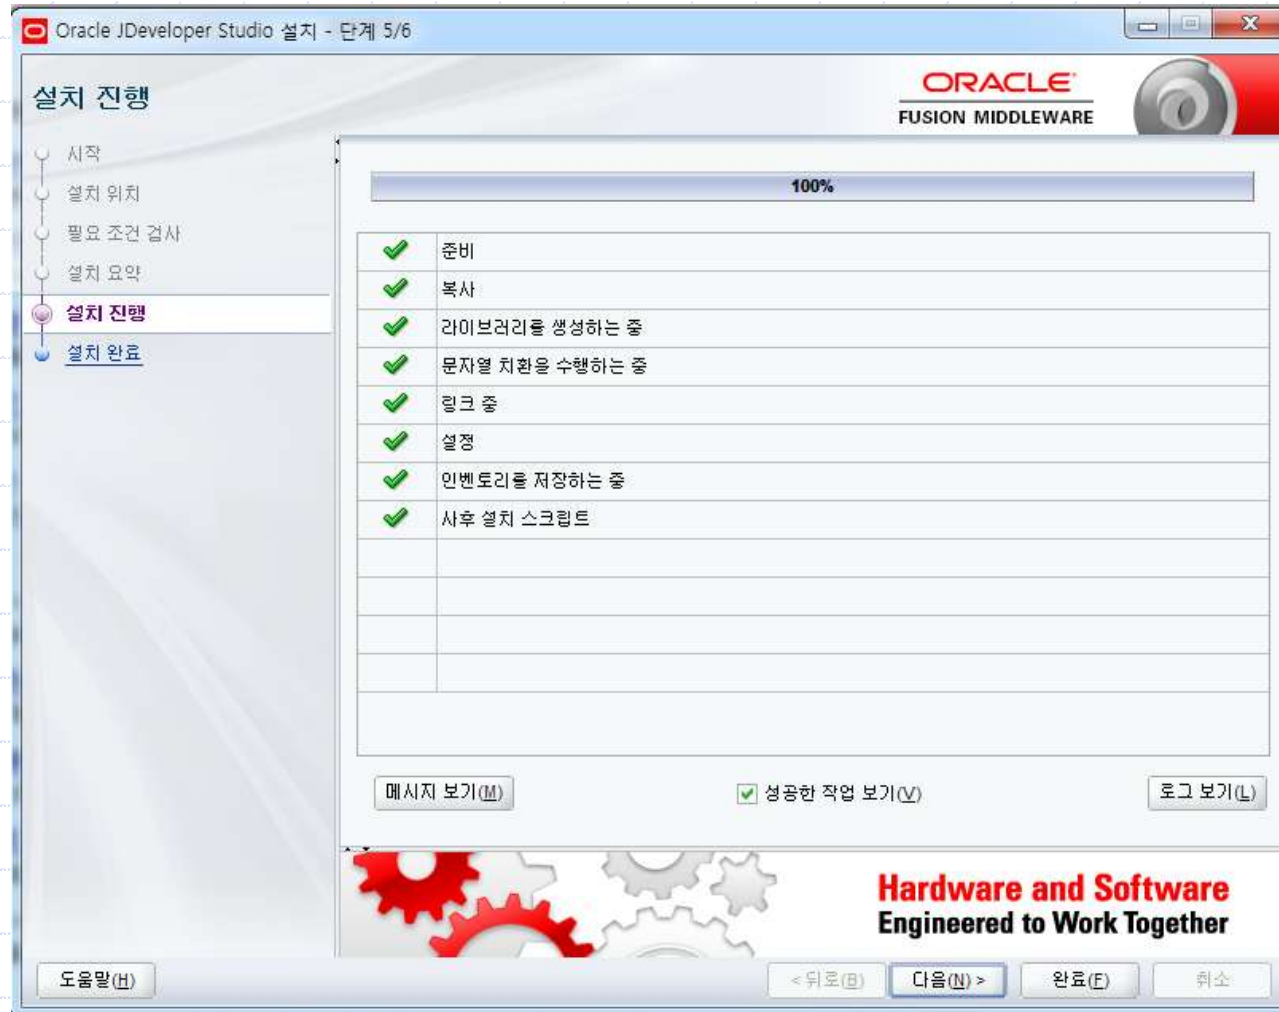 Oracle JDeveloper Studio 설치 - 단계 5/6
설치 진행
ORACLE
FUSION MIDDLEWARE
시작
설치 위치
필요 조건 검사
설치 요약
설치 진행
설치 완료
100%
준비
복사
라이브러리를 생성하는 중
문자열 치환을 수행하는 중
링크 중
설정
인벤토리를 저장하는 중
사후 설치 스크립트
메시지 보기(M)
성공한 작업 보기(V)
로그 보기(L)
Hardware and Software
Engineered to Work Together
도움말(H)
< 뒤로(B)
다음(N) >
완료(F)
취소